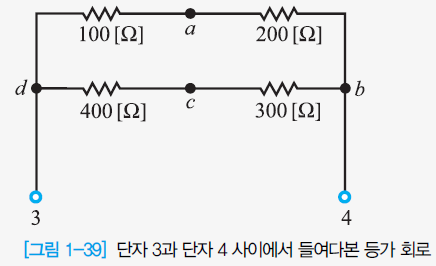 100 [Ω] a 200 [Ω]
d b
400 [Ω] c 300 [Ω]
3 4
[그림 1-39] 단자 3과 단자 4 사이에서 들여다본 등가 회로